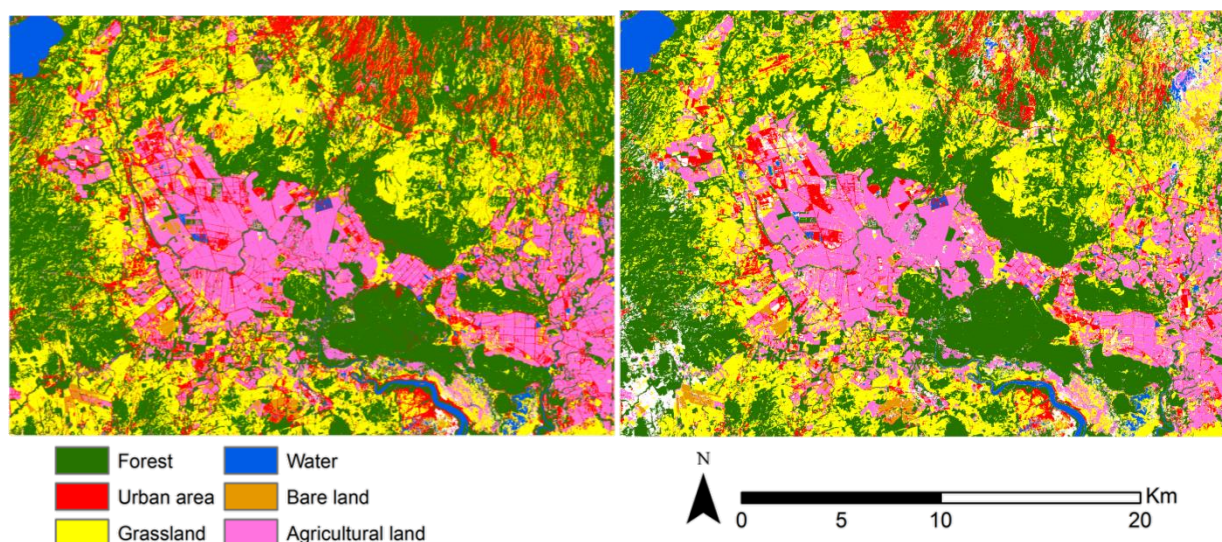 Forest
Water
Urban area
Bare land
Grassland
Agricultural land
N
Km
0 5 10 20